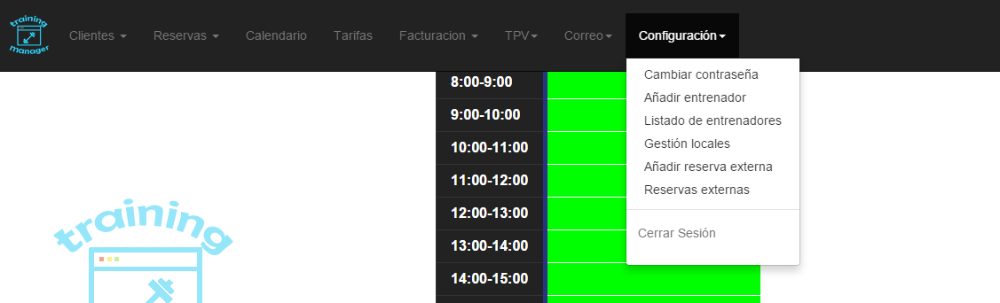 training
manager
Clientes
Reservas
Calendario
Tarifas
Facturacion
TPV
Correo
Configuración
Cambiar contraseña
Añadir entrenador
Listado de entrenadores
Gestión locales
Añadir reserva externa
Reservas externas
Cerrar Sesión
8:00-9:00
9:00-10:00
10:00-11:00
11:00-12:00
12:00-13:00
13:00-14:00
14:00-15:00
training